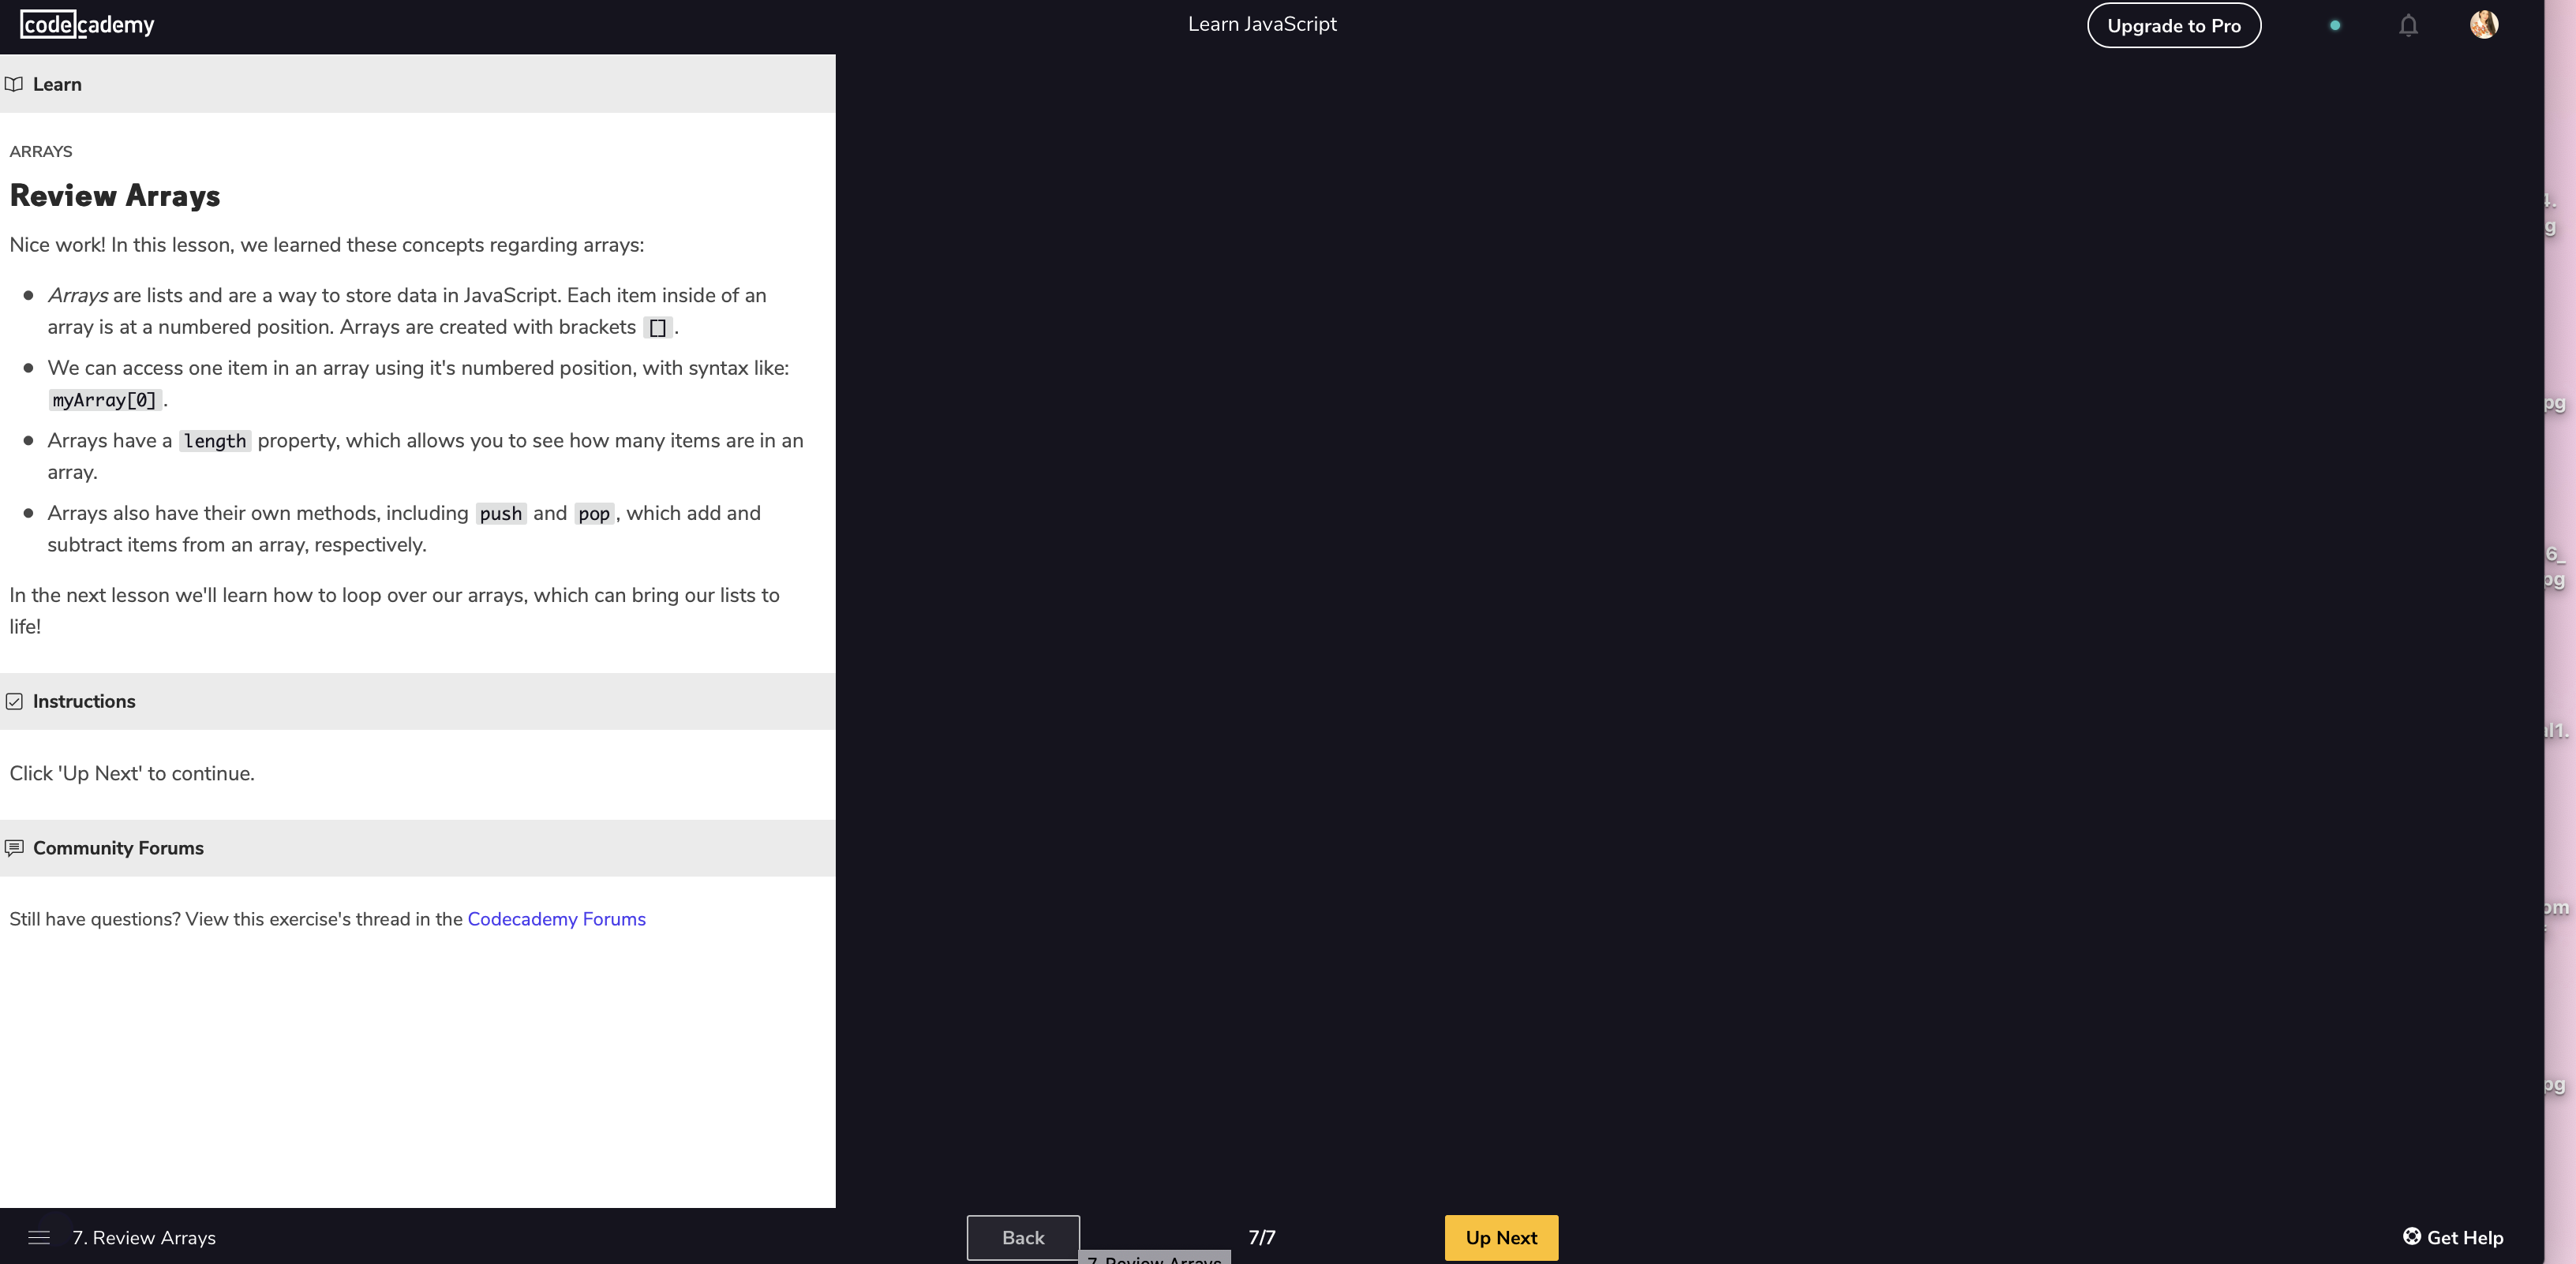 codecademy
Learn JavaScript
Upgrade to Pro
Learn
ARRAYS
Review Arrays
Nice work! In this lesson, we learned these concepts regarding arrays:
Arrays are lists and are a way to store data in JavaScript. Each item inside of an
array is at a numbered position. Arrays are created with brackets [].
We can access one item in an array using it's numbered position, with syntax like:
myArray[0].
Arrays have a length property, which allows you to see how many items are in an
array.
Arrays also have their own methods, including push and pop, which add and
subtract items from an array, respectively.
In the next lesson we'll learn how to loop over our arrays, which can bring our lists to
life!
Instructions
Click 'Up Next' to continue.
Community Forums
Still have questions? View this exercise's thread in the Codecademy Forums
7. Review Arrays
Back
7/7
Up Next
Get Help
7. Review Arrays